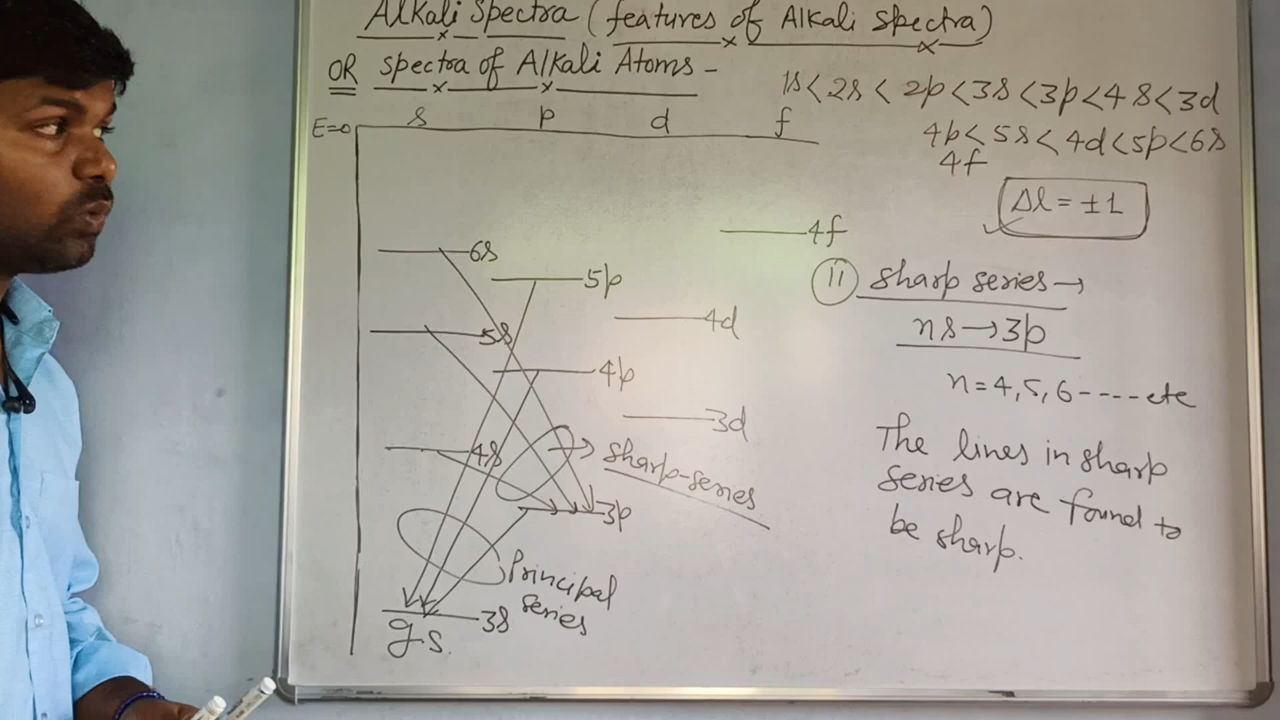 Alkali Spectra (features of Alkali spectra)
OR spectra of Alkali Atoms -
1s < 2s < 2p < 3s < 3p < 4s < 3d
4p < 5s < 4d < 5p < 6s
4f
E=0 s p d f
Δl = ±1
4f
6s
5p
(11) sharp series →
4d
5s
ns → 3p
4p
n = 4, 5, 6 ---- etc
3d
4s
sharp-series
The lines in sharp
series are found to
be sharp.
3p
Principal
series
3s
g.s.